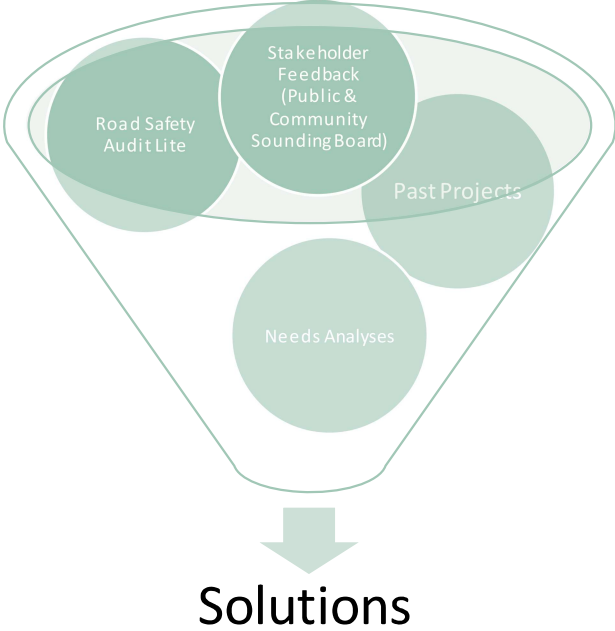 Stakeholder
Feedback
(Public &
Community
Sounding Board)
Road Safety
Audit Lite
Past Projects
Needs Analyses
Solutions